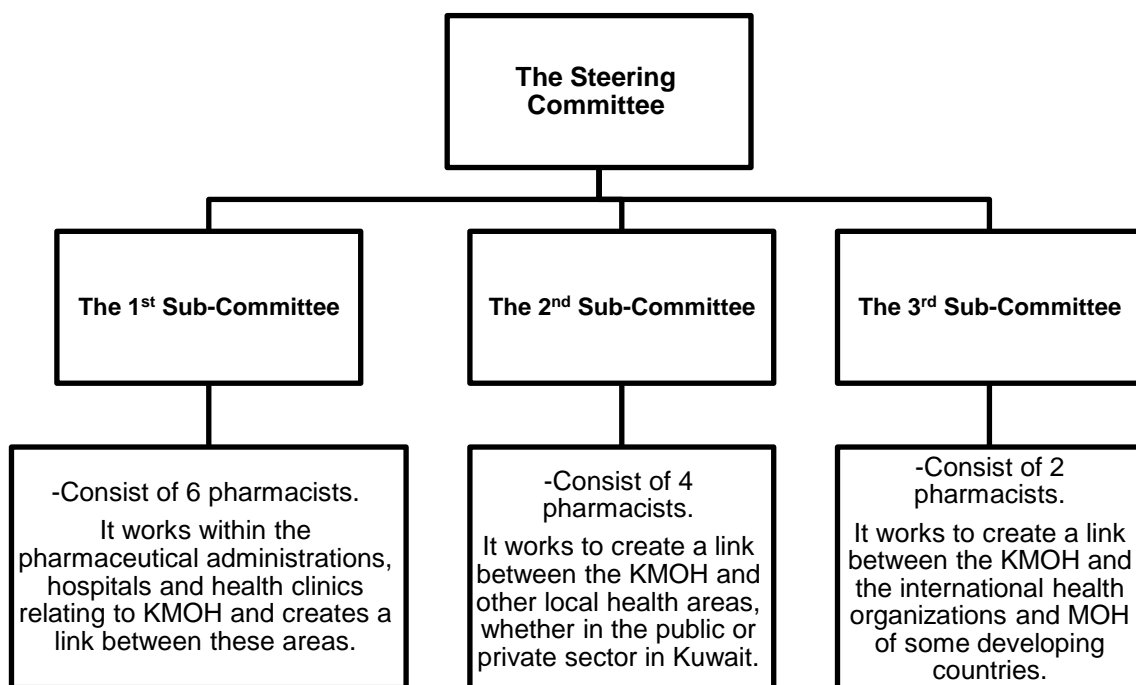 The Steering
Committee
The 1st Sub-Committee
The 2nd Sub-Committee
The 3rd Sub-Committee
-Consist of 6 pharmacists.
It works within the
pharmaceutical administrations,
hospitals and health clinics
relating to KMOH and creates a
link between these areas.
-Consist of 4
pharmacists.
It works to create a link
between the KMOH and
other local health areas,
whether in the public or
private sector in Kuwait.
-Consist of 2
pharmacists.
It works to create a link
between the KMOH and
the international health
organizations and MOH
of some developing
countries.